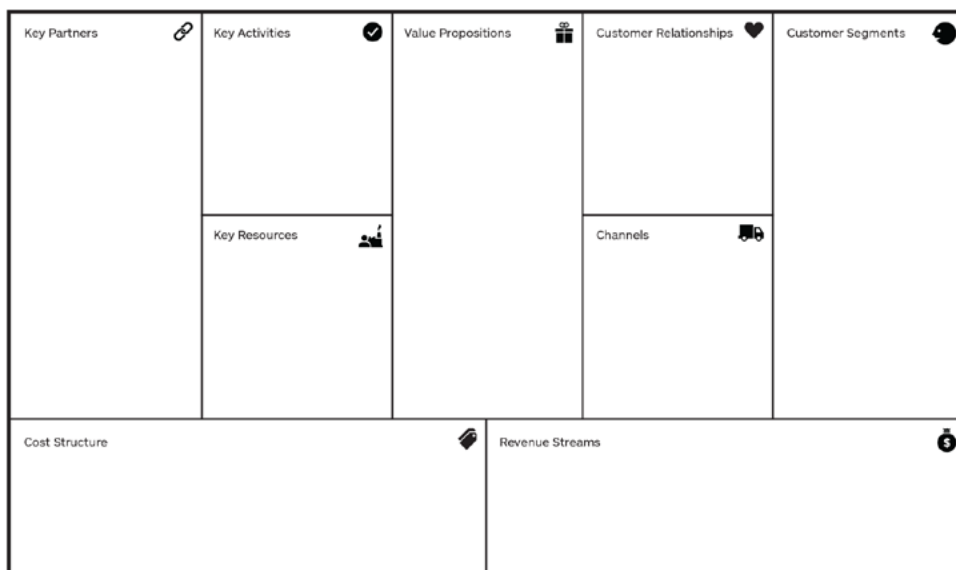 Key Partners
Key Activities
Value Propositions
Customer Relationships
Customer Segments
Key Resources
Channels
Cost Structure
Revenue Streams
$